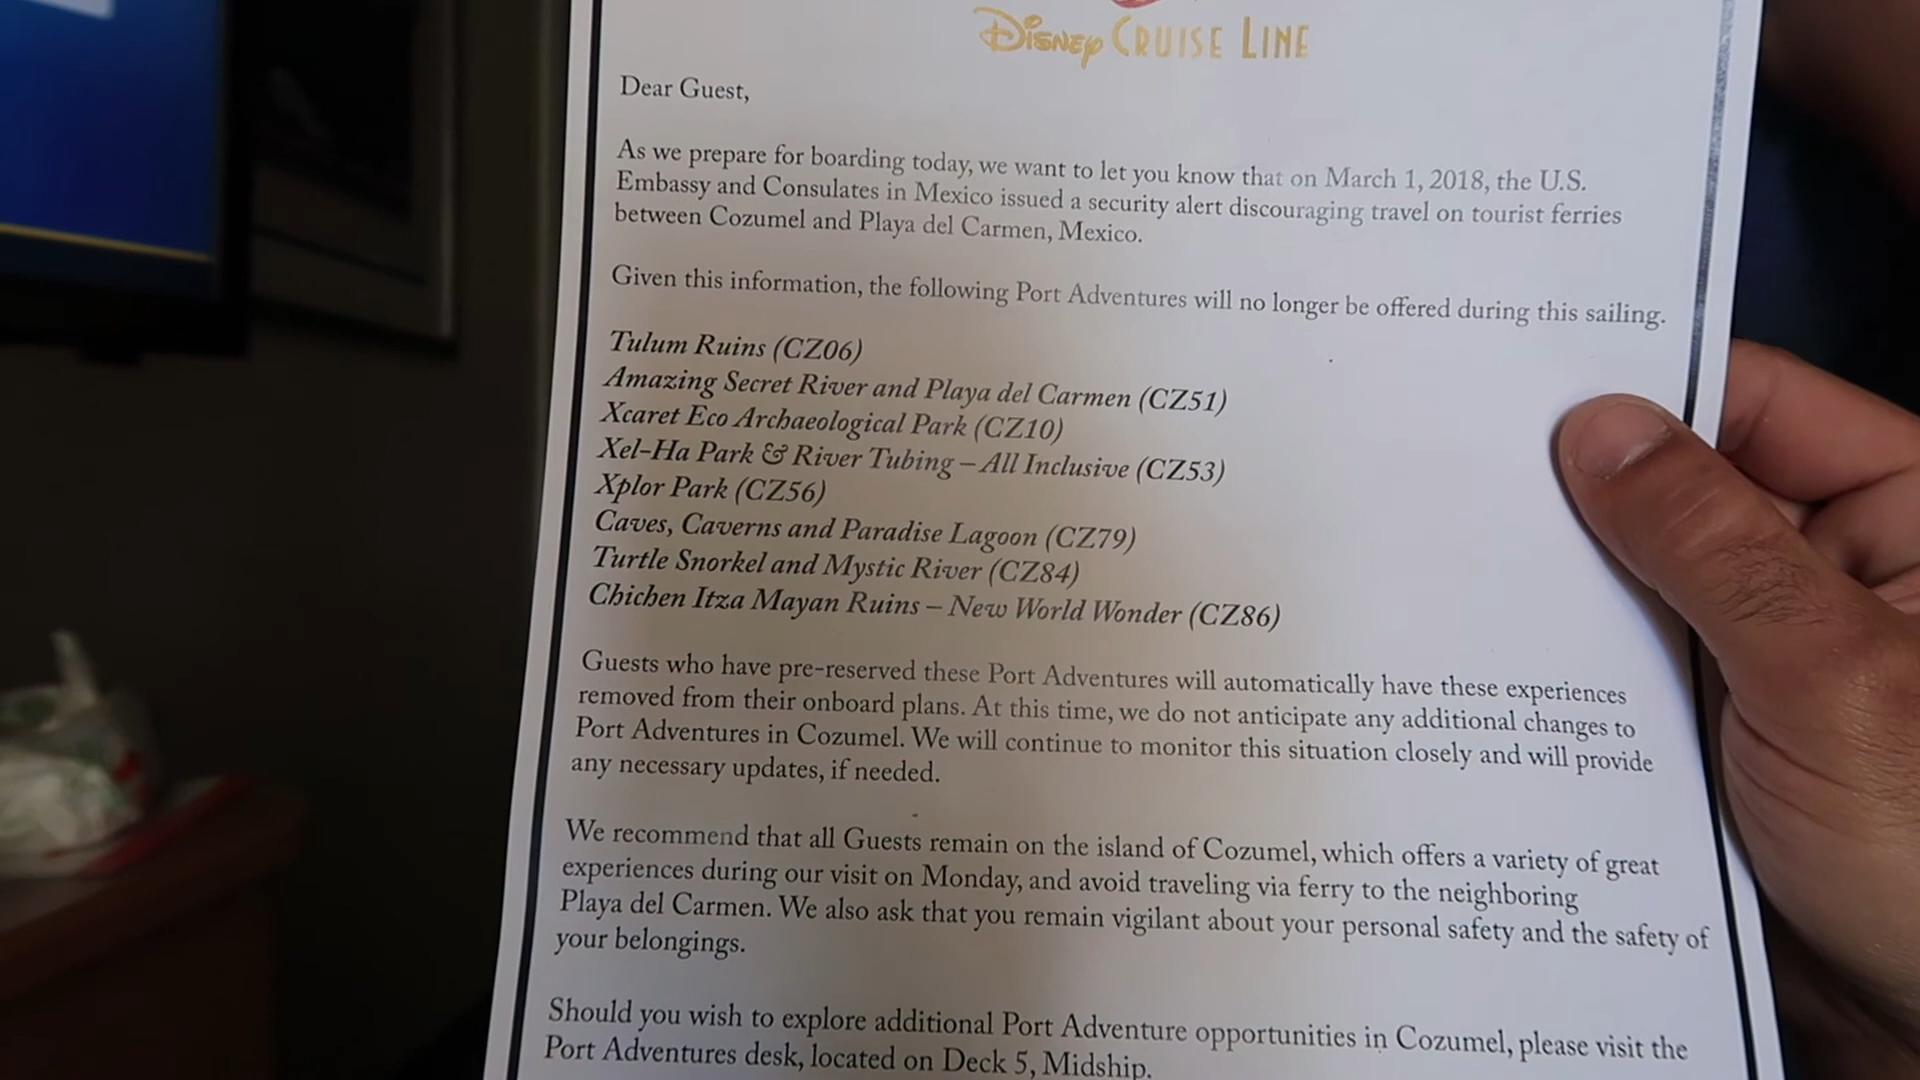 Disney Cruise Line
Dear Guest,
As we prepare for boarding today, we want to let you know that on March 1, 2018, the U.S.
Embassy and Consulates in Mexico issued a security alert discouraging travel on tourist ferries
between Cozumel and Playa del Carmen, Mexico.
Given this information, the following Port Adventures will no longer be offered during this sailing.
Tulum Ruins (CZ06)
Amazing Secret River and Playa del Carmen (CZ51)
Xcaret Eco Archaeological Park (CZ10)
Xel-Ha Park & River Tubing – All Inclusive (CZ53)
Xplor Park (CZ56)
Caves, Caverns and Paradise Lagoon (CZ79)
Turtle Snorkel and Mystic River (CZ84)
Chichen Itza Mayan Ruins – New World Wonder (CZ86)
Guests who have pre-reserved these Port Adventures will automatically have these experiences
removed from their onboard plans. At this time, we do not anticipate any additional changes to
Port Adventures in Cozumel. We will continue to monitor this situation closely and will provide
any necessary updates, if needed.
We recommend that all Guests remain on the island of Cozumel, which offers a variety of great
experiences during our visit on Monday, and avoid traveling via ferry to the neighboring
Playa del Carmen. We also ask that you remain vigilant about your personal safety and the safety of
your belongings.
Should you wish to explore additional Port Adventure opportunities in Cozumel, please visit the
Port Adventures desk, located on Deck 5, Midship.